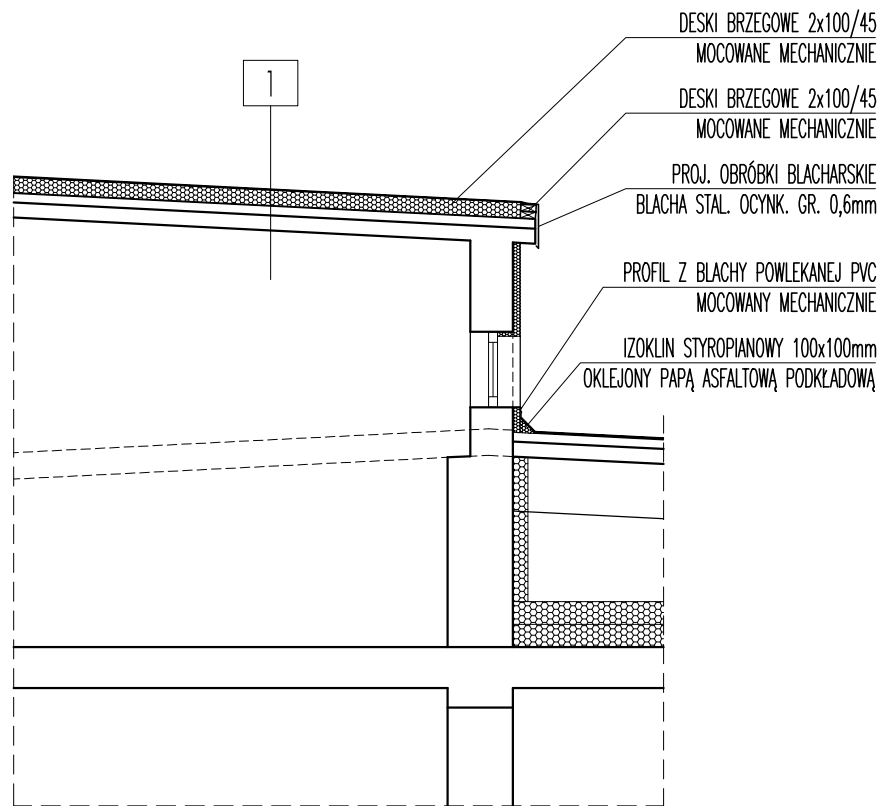 DESKI BRZEGOWE 2x100/45
MOCOWANE MECHANICZNIE
1
DESKI BRZEGOWE 2x100/45
MOCOWANE MECHANICZNIE
PROJ. OBRÓBKI BLACHARSKIE
BLACHA STAL. OCYNK. GR. 0,6mm
PROFIL Z BLACHY POWLEKANEJ PVC
MOCOWANY MECHANICZNIE
IZOKLIN STYROPIANOWY 100x100mm
OKLEJONY PAPĄ ASFALTOWĄ PODKŁADOWĄ